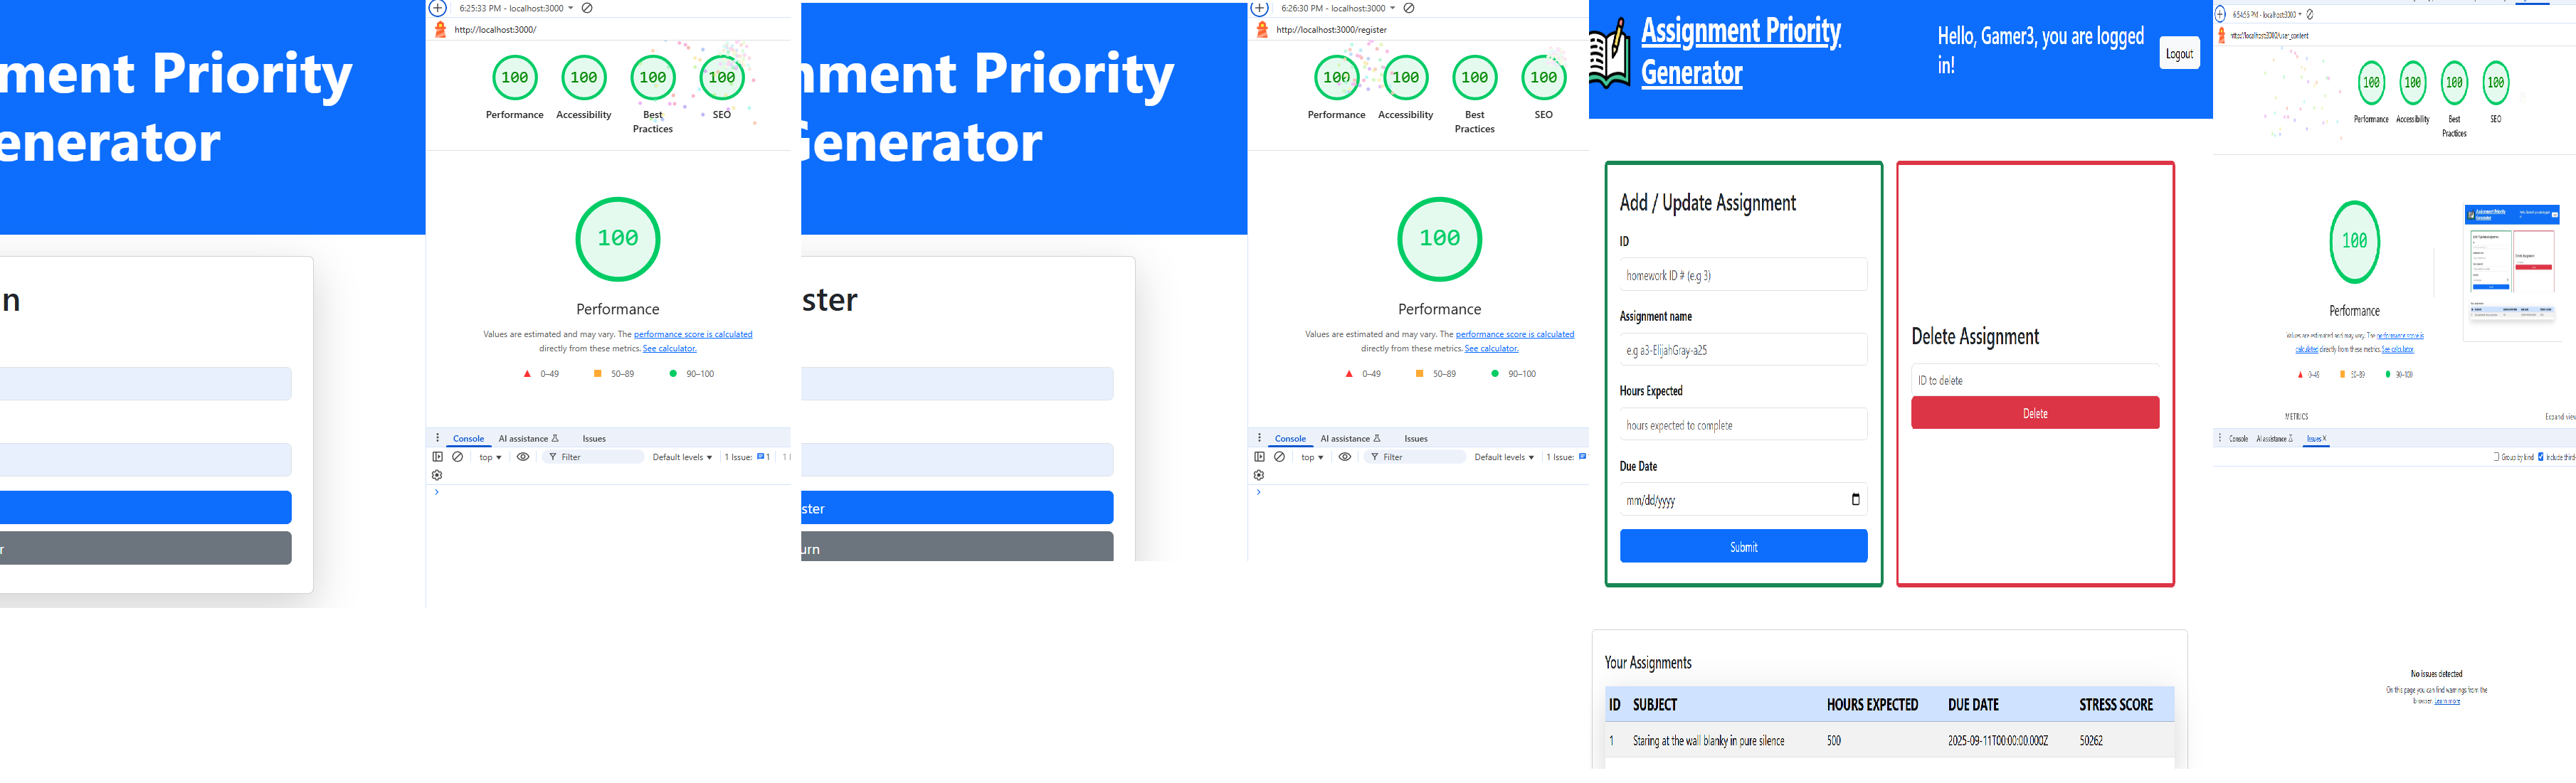 ment Priority
enerator
n
r
6:25:33 PM - localhost:3000
http://localhost:3000/
100 100 100 100
Performance Accessibility Best Practices SEO
100
Performance
Values are estimated and may vary. The performance score is calculated
directly from these metrics. See calculator.
0–49 50–89 90–100
Console AI assistance Issues
top Filter Default levels 1 Issue: 1
nment Priority
Generator
ster
ster
urn
6:26:30 PM - localhost:3000
http://localhost:3000/register
100 100 100 100
Performance Accessibility Best Practices SEO
100
Performance
Values are estimated and may vary. The performance score is calculated
directly from these metrics. See calculator.
0–49 50–89 90–100
Console AI assistance Issues
top Filter Default levels 1 Issue:
Assignment Priority
Generator
Hello, Gamer3, you are logged
in!
Logout
Add / Update Assignment
ID
homework ID # (e.g 3)
Assignment name
e.g a3-ElijahGray-a25
Hours Expected
hours expected to complete
Due Date
mm/dd/yyyy
Submit
Delete Assignment
ID to delete
Delete
Your Assignments
ID SUBJECT HOURS EXPECTED DUE DATE STRESS SCORE
1 Staring at the wall blanky in pure silence 500 2025-09-11T00:00:00.000Z 50262
6:54:56 PM - localhost:3000
http://localhost:3000/user_content
100 100 100 100
Performance Accessibility Best Practices SEO
100
Performance
Values are estimated and may vary. The performance score is
calculated directly from these metrics. See calculator.
0–49 50–89 90–100
METRICS
Expand view
Console AI assistance Issues
Group by kind Include third-
No issues detected
On this page you can find warnings from the
browser. Learn more